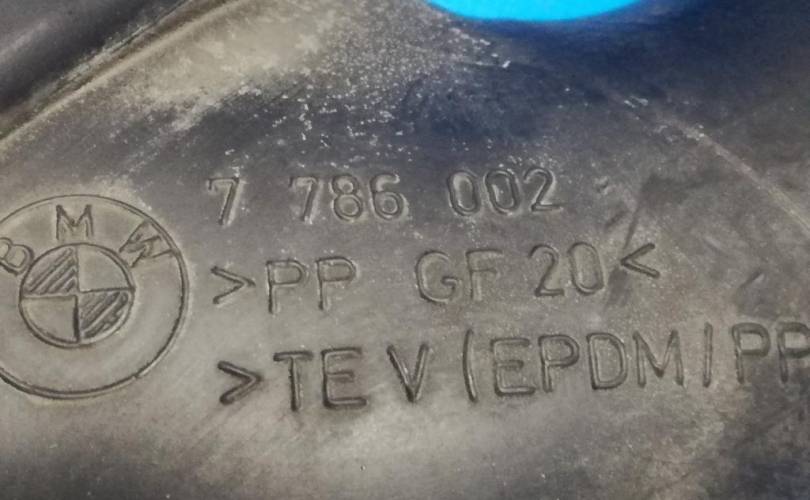 BMW
7 786 002
>PP GF 20<
>TEV(EPDM/PP